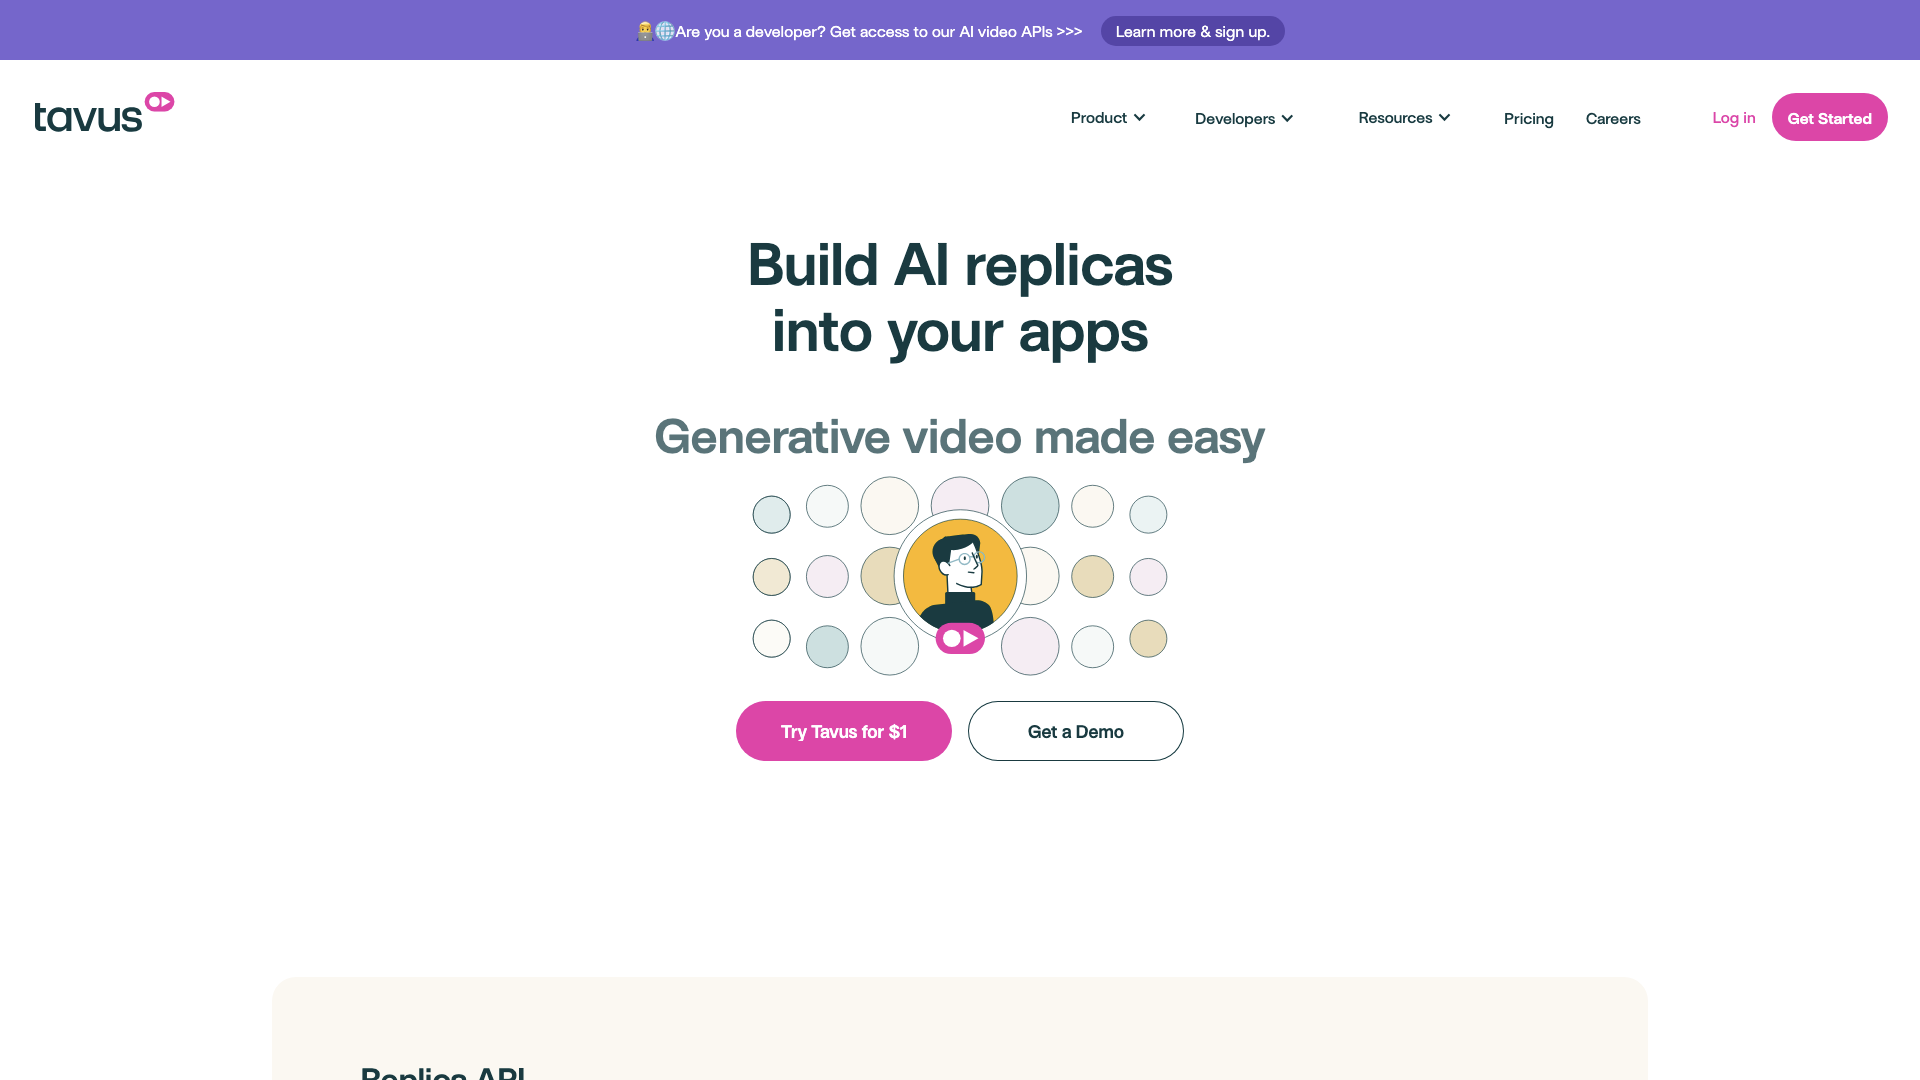 Are you a developer? Get access to our AI video APIs >>>
Learn more & sign up.
tavus
Product
Developers
Resources
Pricing
Careers
Log in
Get Started
Build AI replicas
into your apps
Generative video made easy
Try Tavus for $1
Get a Demo
Replica API